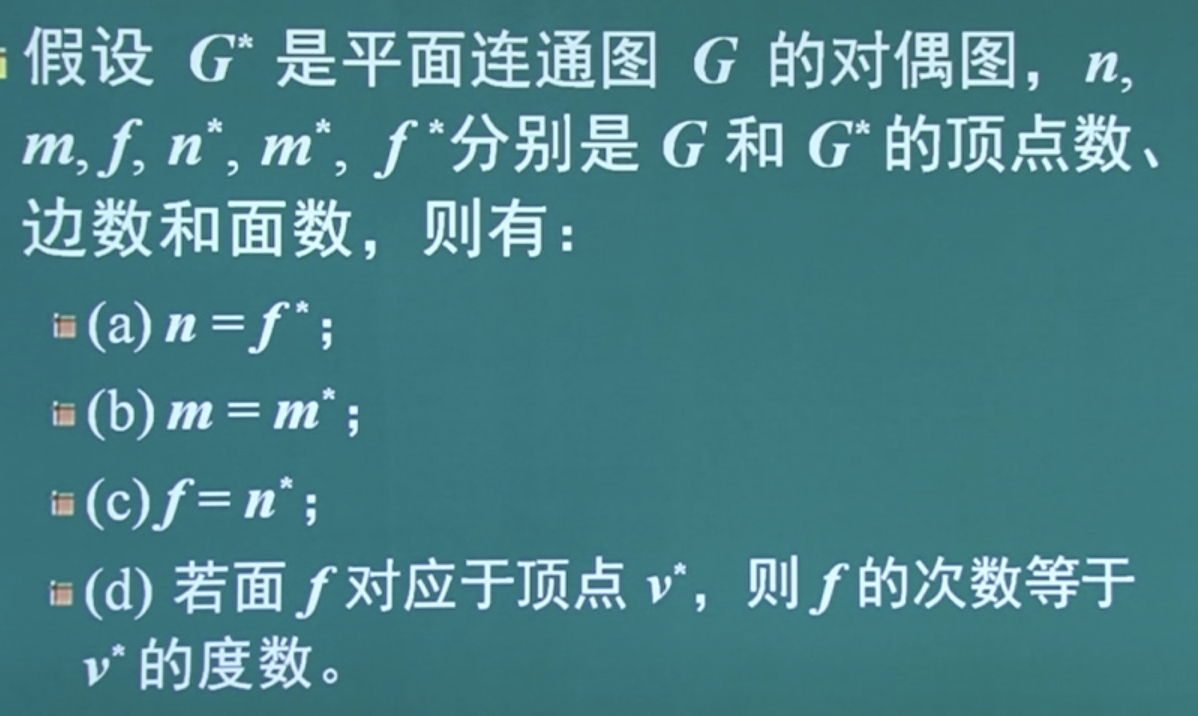 假设 G* 是平面连通图 G 的对偶图，n,
m, f, n*, m*, f *分别是 G 和 G* 的顶点数、
边数和面数，则有：
(a) n = f *；
(b) m = m*；
(c) f = n*；
(d) 若面 f 对应于顶点 v*，则 f 的次数等于
v* 的度数。